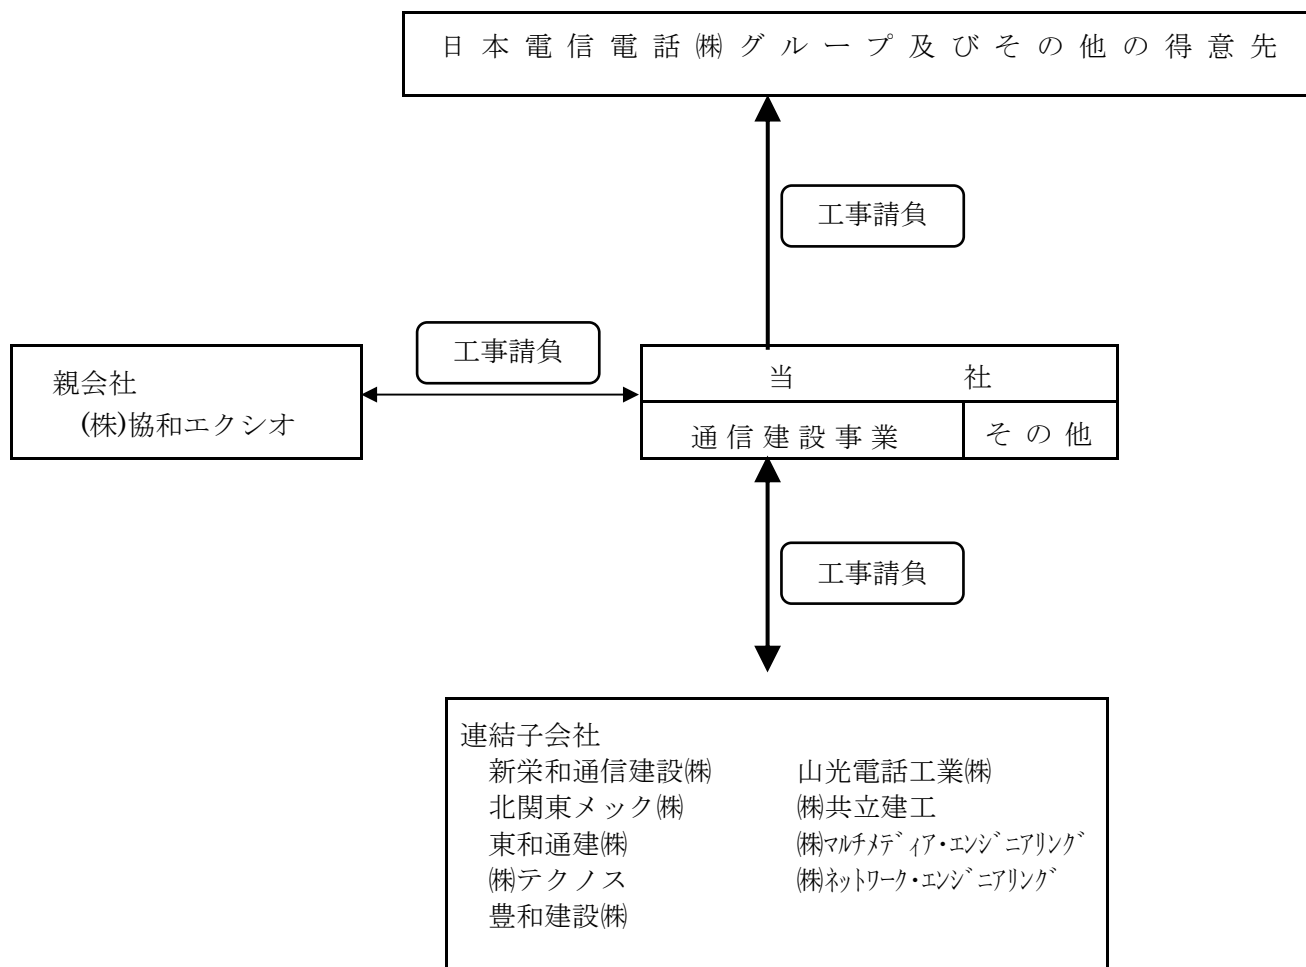 日本電信電話㈱グループ及びその他の得意先
工事請負
工事請負
親会社
(株)協和エクシオ
当社
通信建設事業
その他
工事請負
連結子会社
新栄和通信建設㈱ 山光電話工業㈱
北関東メック㈱ ㈱共立建工
東和通建㈱ ㈱ﾏﾙﾁﾒﾃﾞｨｱ・ｴﾝｼﾞﾆｱﾘﾝｸﾞ
㈱テクノス ㈱ﾈｯﾄﾜｰｸ・ｴﾝｼﾞﾆｱﾘﾝｸﾞ
豊和建設㈱